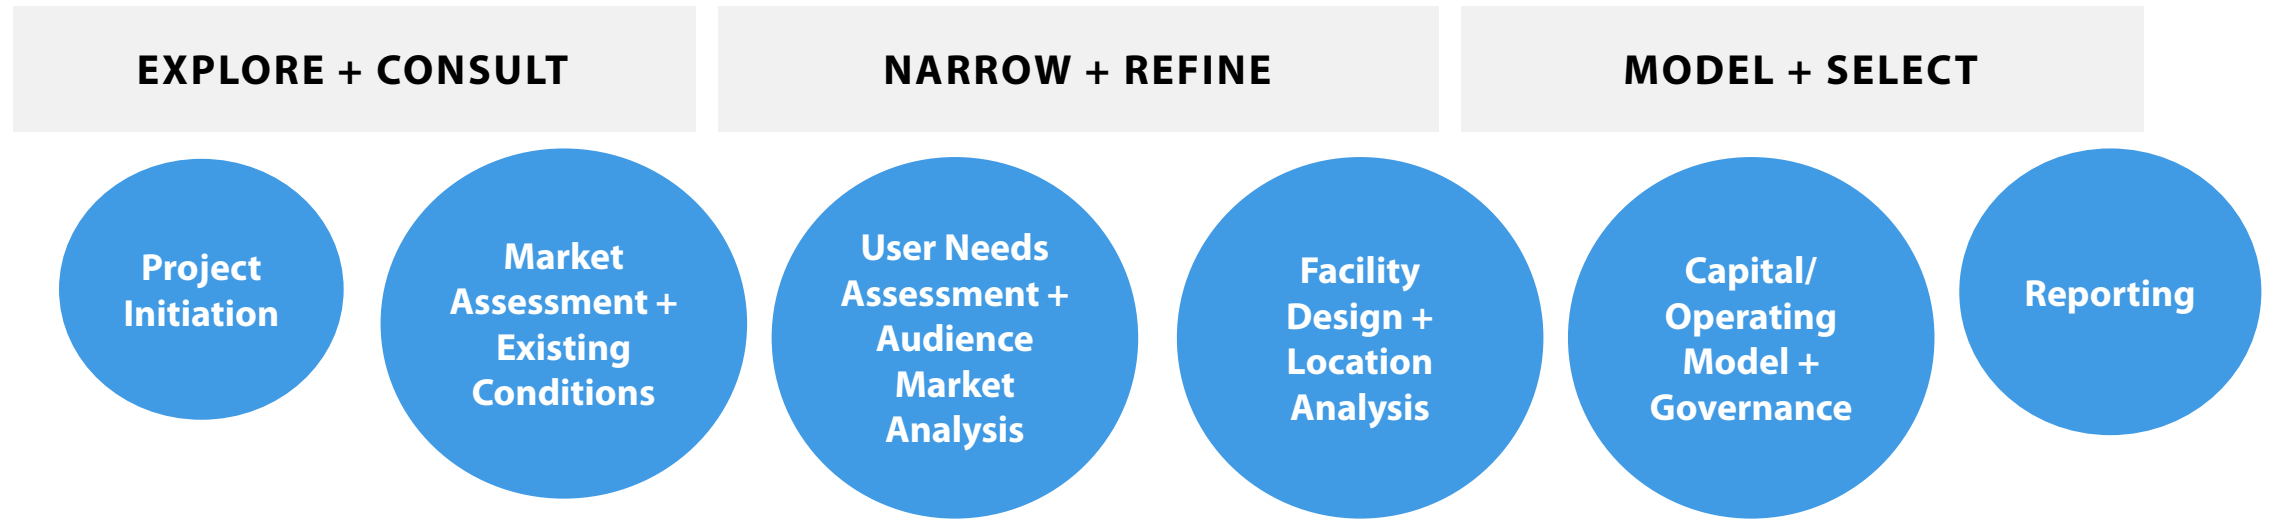 EXPLORE + CONSULT
NARROW + REFINE
MODEL + SELECT
Project
Initiation
Market
Assessment +
Existing
Conditions
User Needs
Assessment +
Audience
Market
Analysis
Facility
Design +
Location
Analysis
Capital/
Operating
Model +
Governance
Reporting